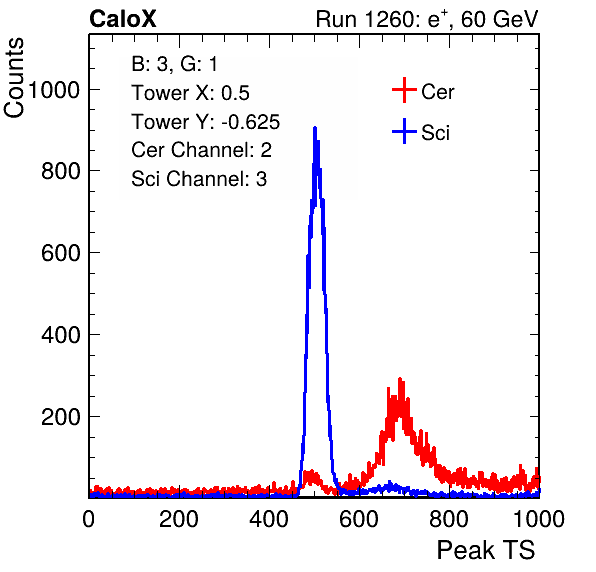 CaloX Run 1260: e⁺, 60 GeV
Counts
B: 3, G: 1
Tower X: 0.5
Tower Y: -0.625
Cer Channel: 2
Sci Channel: 3
Cer
Sci
1000
800
600
400
200
0 200 400 600 800 1000
Peak TS